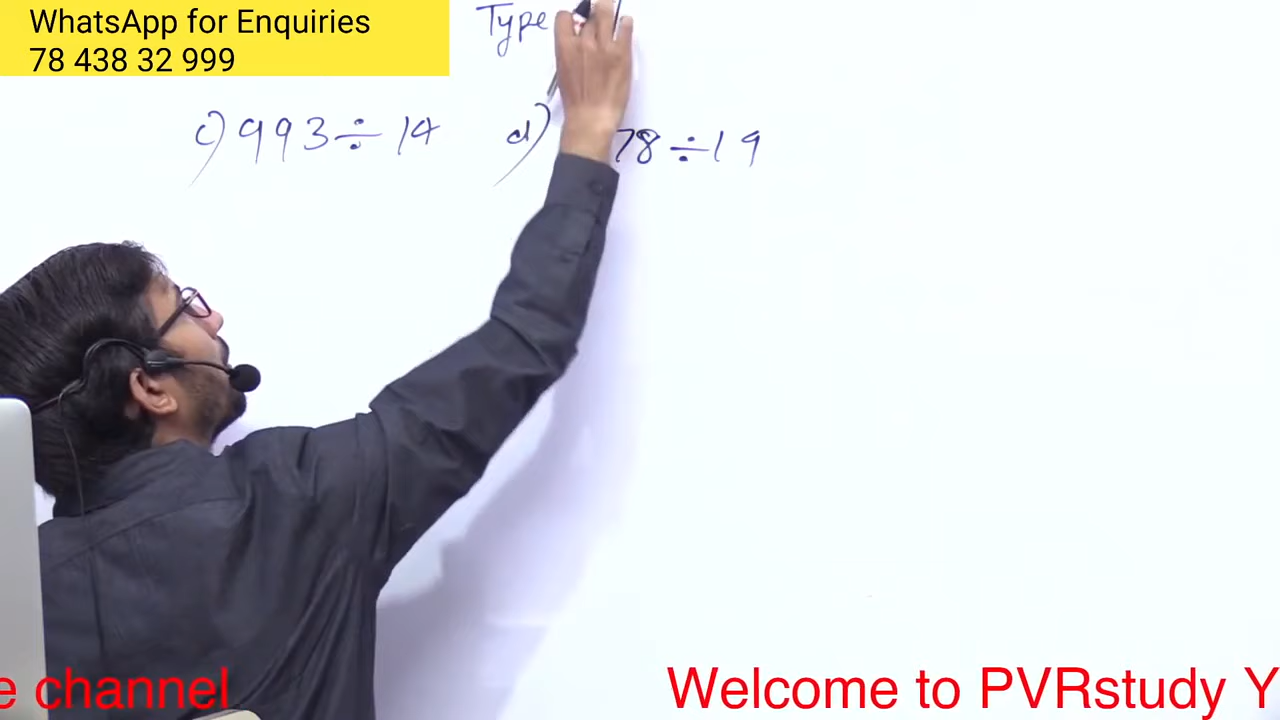 WhatsApp for Enquiries
78 438 32 999
Type
c) 993 ÷ 14
d) 78 ÷ 19
e channel
Welcome to PVRstudy Y